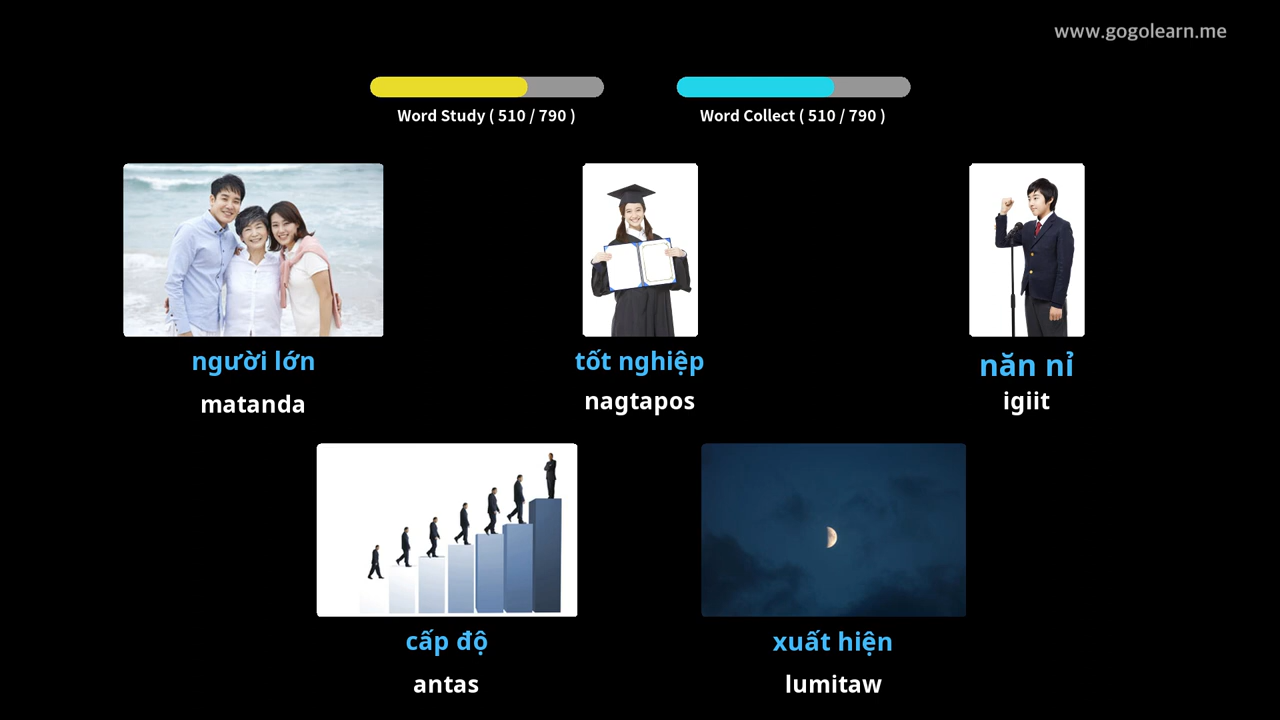 www.gogolearn.me
Word Study ( 510 / 790 )
Word Collect ( 510 / 790 )
người lớn
matanda
tốt nghiệp
nagtapos
năn nỉ
igiit
cấp độ
antas
xuất hiện
lumitaw